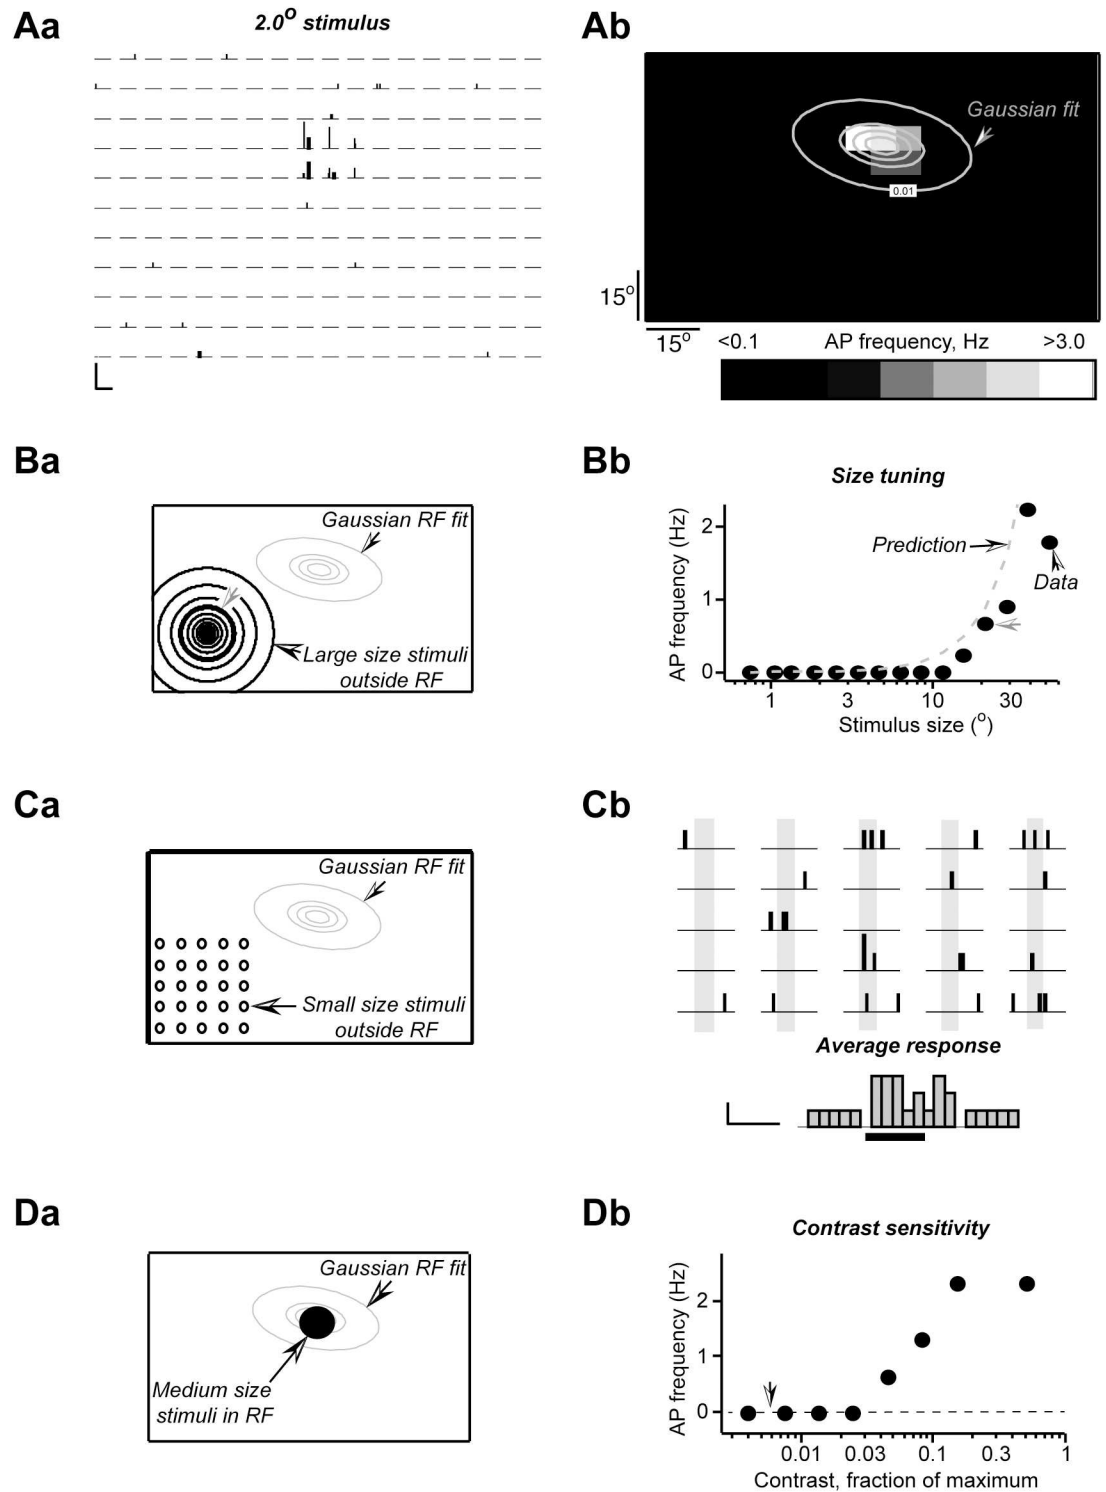 Aa
2.0o stimulus
Ab
Gaussian fit
0.01
15o
15o
<0.1 AP frequency, Hz >3.0
Ba
Gaussian RF fit
Large size stimuli
outside RF
Bb
Size tuning
AP frequency (Hz)
2
1
0
Prediction
Data
1 3 10 30
Stimulus size (o)
Ca
Gaussian RF fit
Small size stimuli
outside RF
Cb
Average response
Da
Gaussian RF fit
Medium size
stimuli in RF
Db
Contrast sensitivity
AP frequency (Hz)
2
1
0
0.01 0.03 0.1 0.3 1
Contrast, fraction of maximum